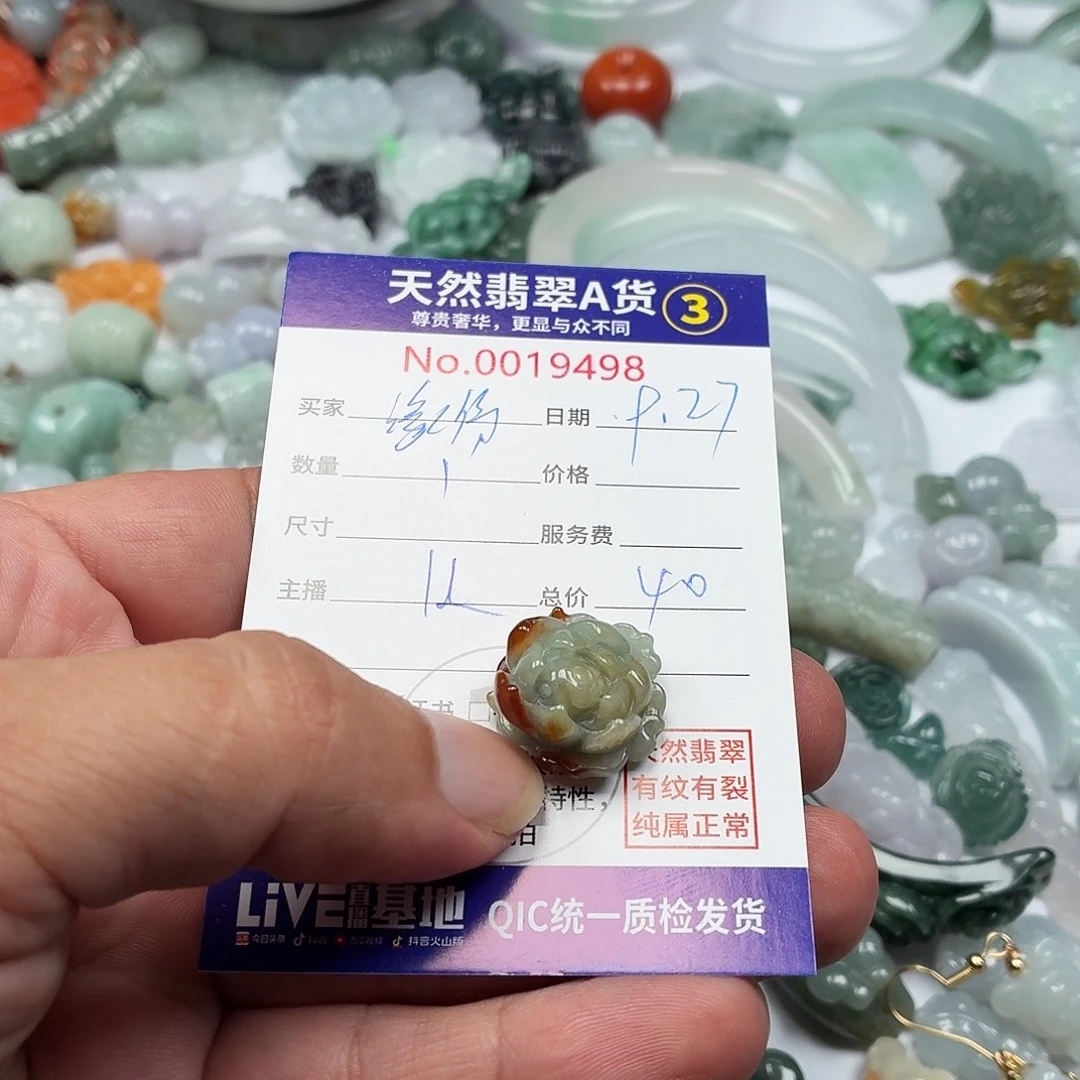 天然翡翠A货 3
尊贵奢华，更显与众不同
No.0019498
买家 日期 9.27
数量 1 价格
尺寸 服务费
主播 总价 40
证书
天然翡翠
特性， 有纹有裂
纯属正常
LiVE直播基地 QIC统一质检发货
今日头条 抖音 抖音火山版